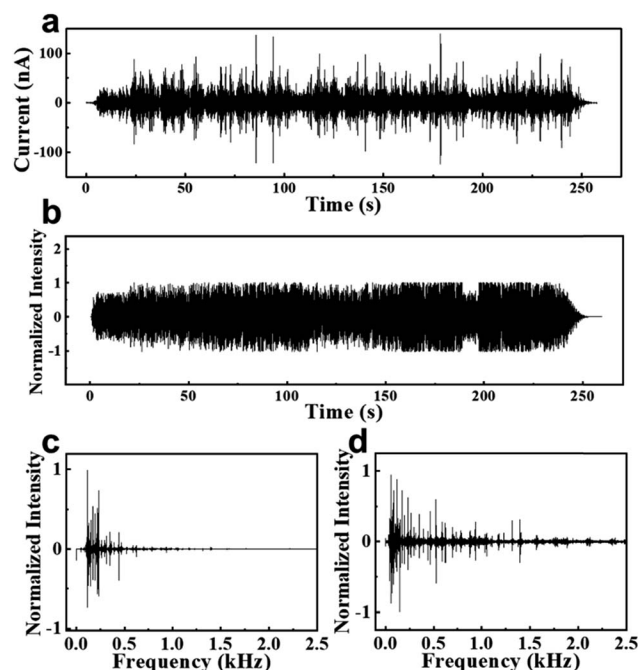 a
Current (nA)
100
0
-100
0 50 100 150 200 250
Time (s)
b
Normalized Intensity
2
1
0
-1
0 50 100 150 200 250
Time (s)
c
Normalized Intensity
1
0
-1
0.0 0.5 1.0 1.5 2.0 2.5
Frequency (kHz)
d
Normalized Intensity
1
0
-1
0.0 0.5 1.0 1.5 2.0 2.5
Frequency (kHz)